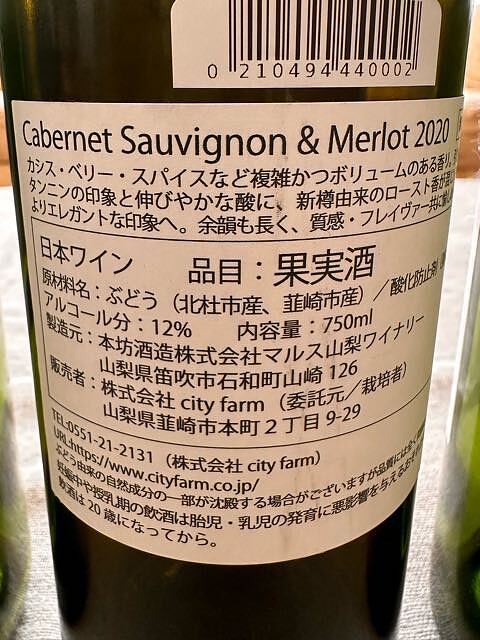 0 210494 440002
Cabernet Sauvignon & Merlot 2020
カシス・ベリー・スパイスなど複雑かつボリュームのある香り。
タンニンの印象と伸びやかな酸に、新樽由来のロースト香が
よりエレガントな印象へ。余韻も長く、質感・フレイヴァー共に
日本ワイン 品目：果実酒
原材料名：ぶどう（北杜市産、韮崎市産）／酸化防止剤
アルコール分：12% 内容量：750ml
製造元：本坊酒造株式会社マルス山梨ワイナリー
山梨県笛吹市石和町山崎 126
販売者：株式会社 city farm（委託元／栽培者）
山梨県韮崎市本町２丁目 9-29
TEL:0551-21-2131（株式会社 city farm）
URL:https://www.cityfarm.co.jp/
ぶどう由来の自然成分の一部が沈殿する場合がございますが品質には全く
妊娠中や授乳期の飲酒は胎児・乳児の発育に悪影響を与えるおそ
飲酒は 20 歳になってから。